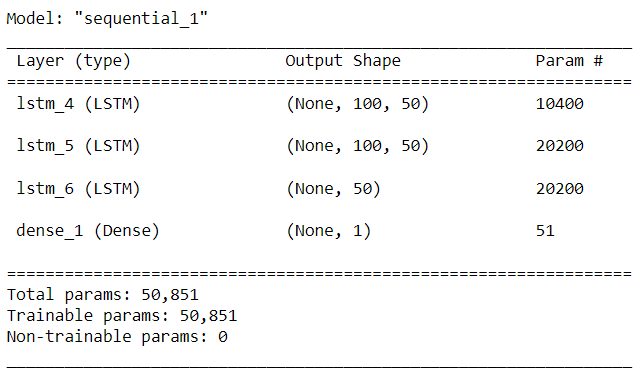 Model: "sequential_1"
_________________________________________________________________
Layer (type) Output Shape Param #
=================================================================
lstm_4 (LSTM) (None, 100, 50) 10400
lstm_5 (LSTM) (None, 100, 50) 20200
lstm_6 (LSTM) (None, 50) 20200
dense_1 (Dense) (None, 1) 51
=================================================================
Total params: 50,851
Trainable params: 50,851
Non-trainable params: 0
_________________________________________________________________